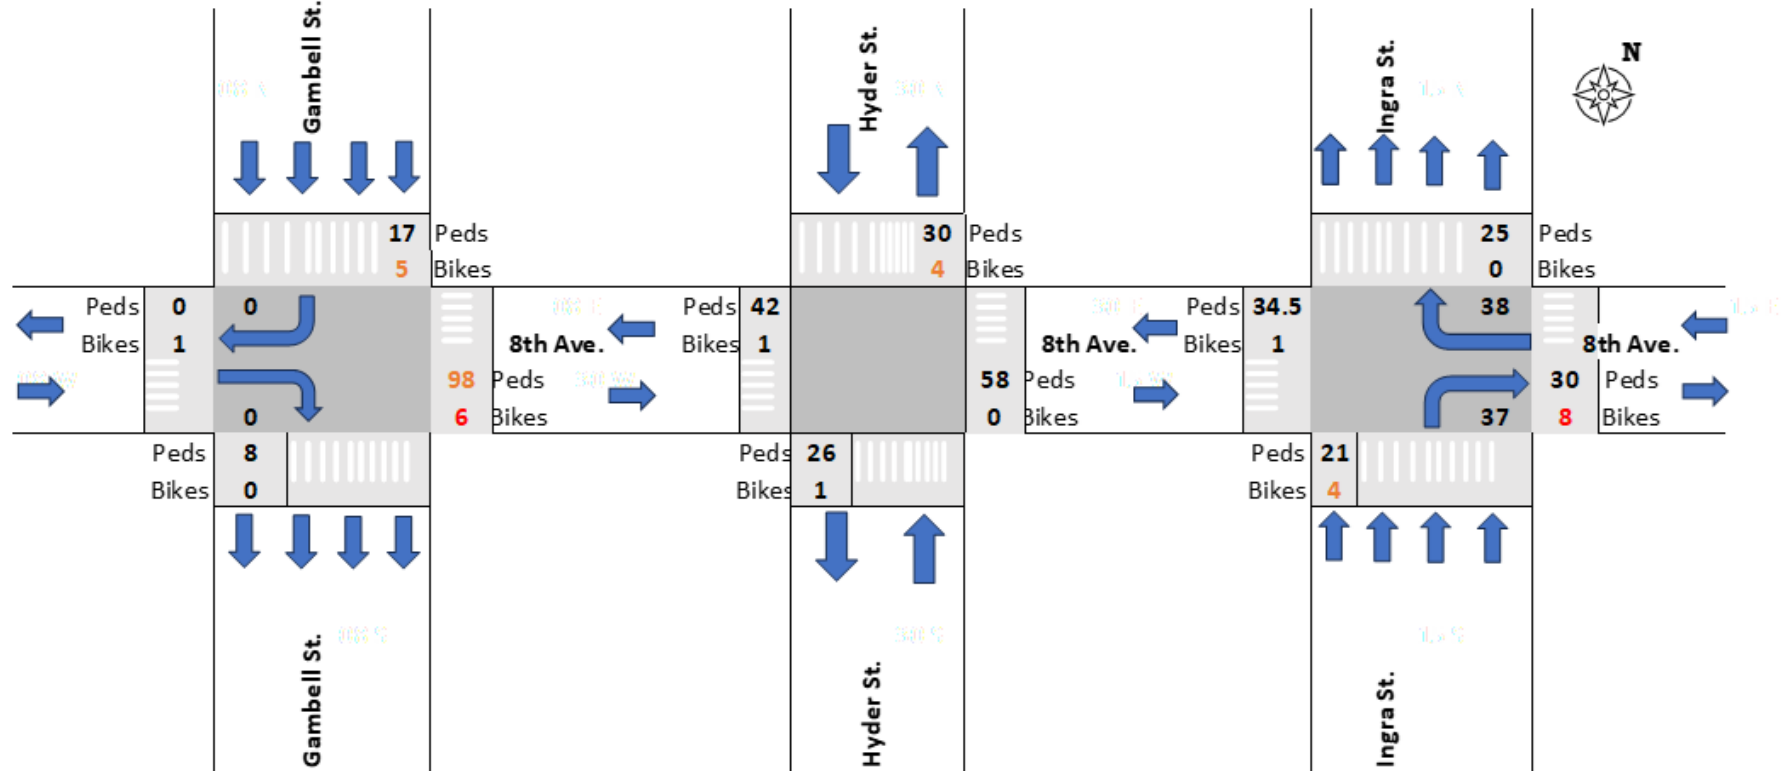 Gambell St.
Hyder St.
Ingra St.
N
17 Peds
5 Bikes
30 Peds
4 Bikes
25 Peds
0 Bikes
Peds 0
Bikes 1
0
8th Ave.
98 Peds
6 Bikes
0
Peds 42
Bikes 1
8th Ave.
58 Peds
0 Bikes
Peds 34.5
Bikes 1
38
8th Ave.
30 Peds
8 Bikes
37
Peds 8
Bikes 0
Peds 26
Bikes 1
Peds 21
Bikes 4
Gambell St.
Hyder St.
Ingra St.